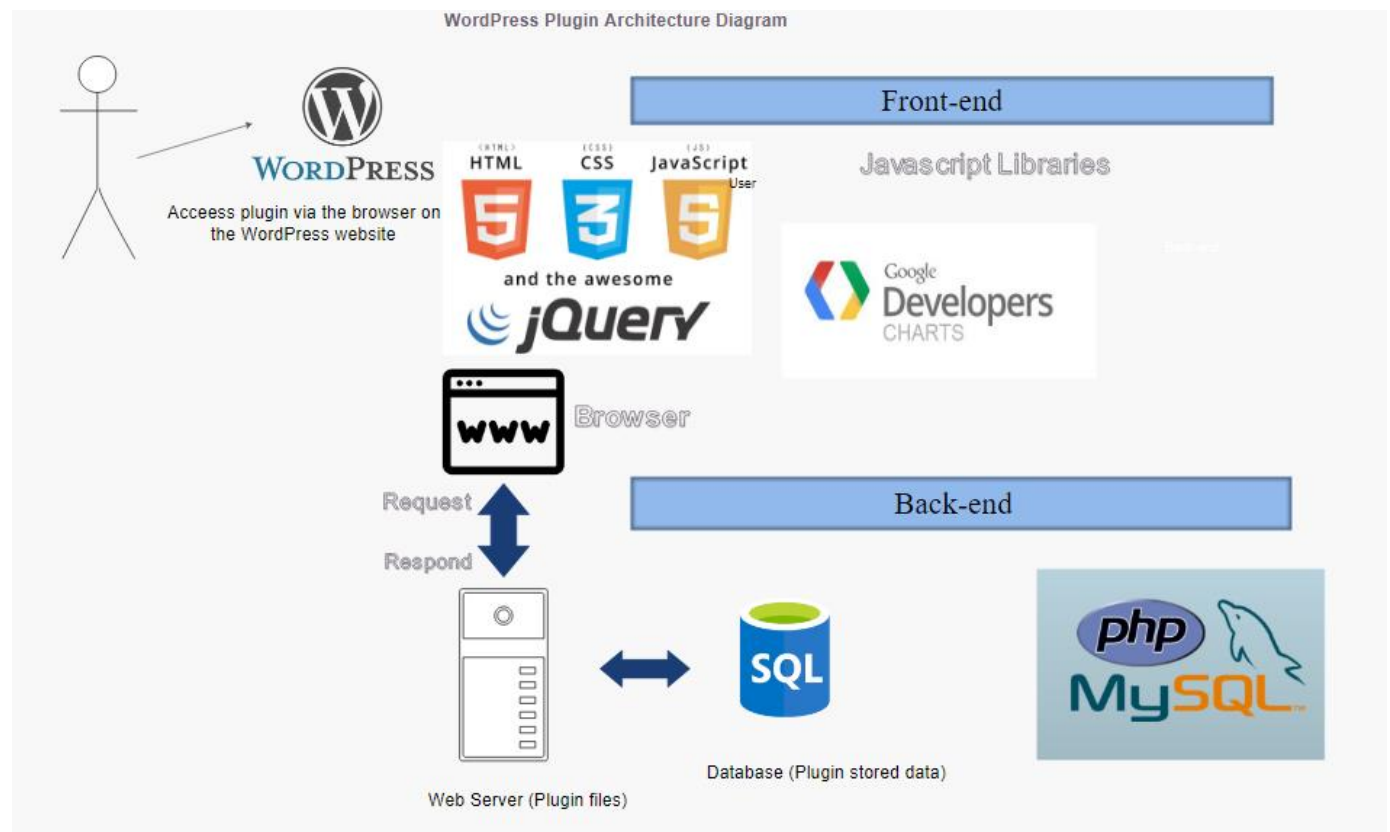 WordPress Plugin Architecture Diagram
Front-end
WORDPRESS
Acceess plugin via the browser on
the WordPress website
(HTML) (CSS) (JS)
HTML CSS JavaScript
5 3 5
User
and the awesome
jQuery
Javascript Libraries
Google
Developers
CHARTS
www
Browser
Request
Respond
Back-end
SQL
php
MySQL™
Database (Plugin stored data)
Web Server (Plugin files)